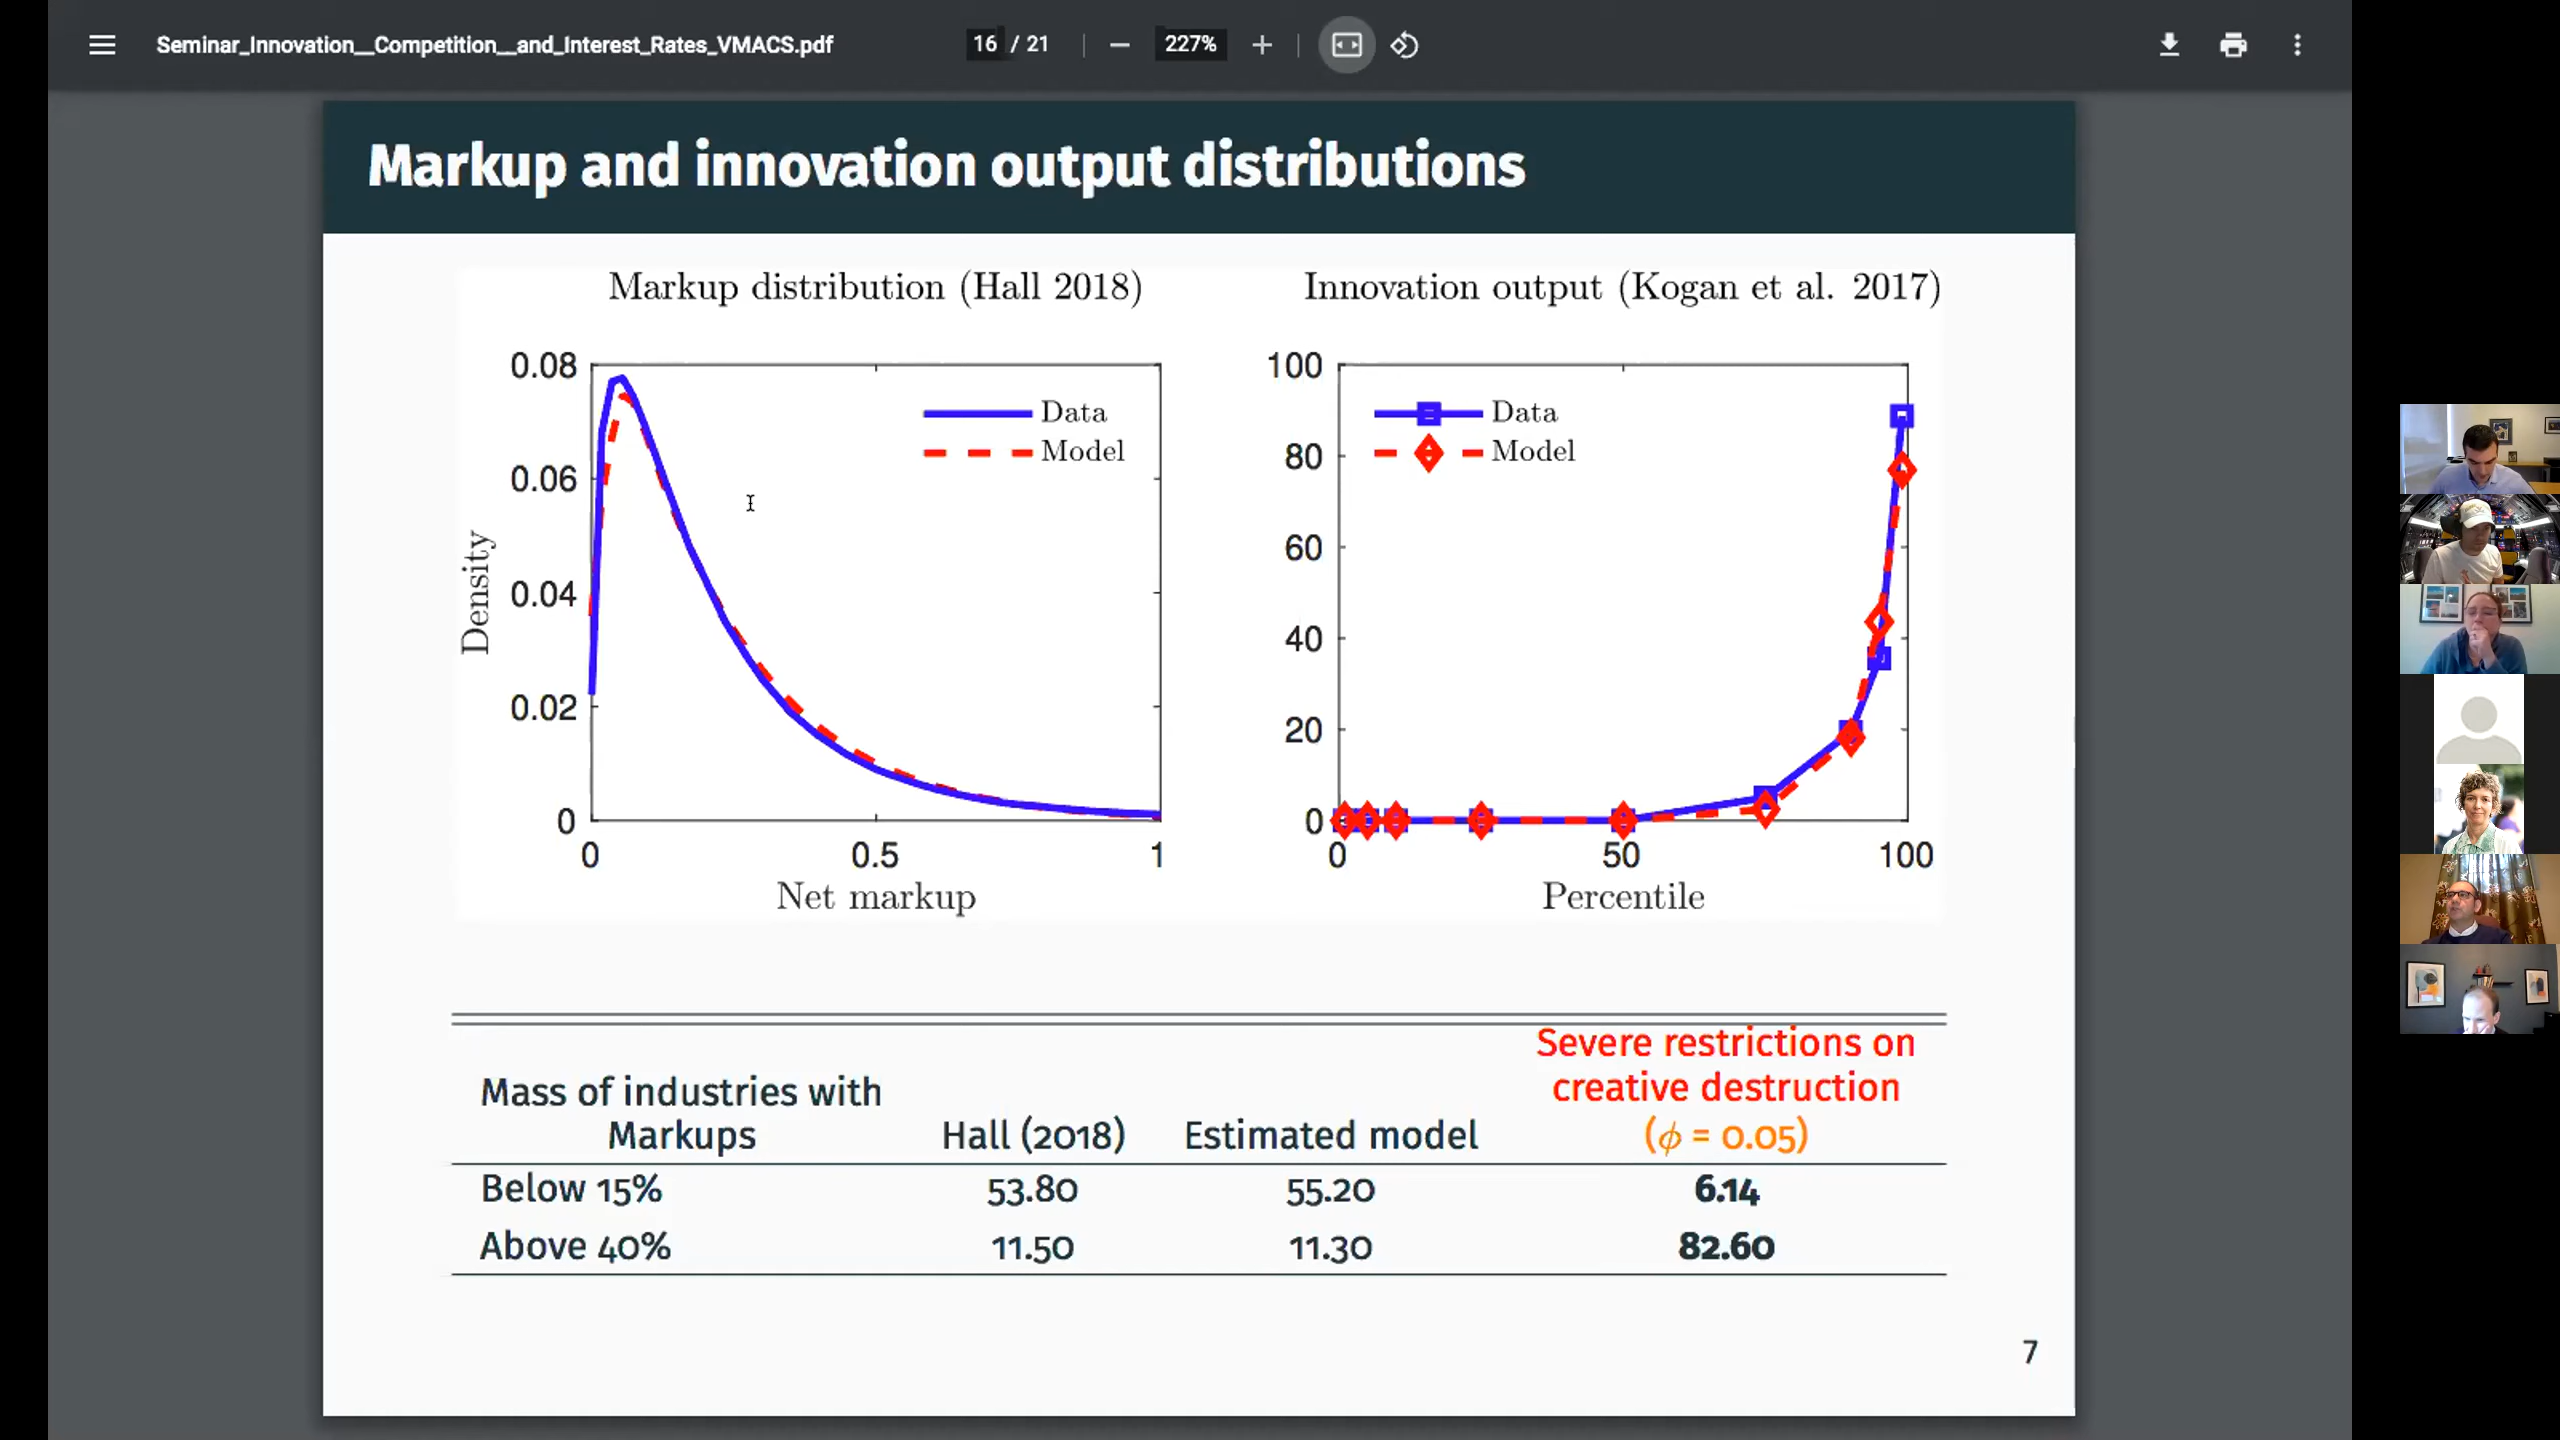 Seminar_Innovation__Competition__and_Interest_Rates_VMACS.pdf
16 / 21
227%
Markup and innovation output distributions
Markup distribution (Hall 2018)
0.08
0.06
0.04
0.02
0
Density
Data
Model
0
0.5
1
Net markup
Innovation output (Kogan et al. 2017)
100
80
60
40
20
0
Data
Model
0
50
100
Percentile
Severe restrictions on
creative destruction
Mass of industries with
Markups Hall (2018) Estimated model (ϕ = 0.05)
Below 15% 53.80 55.20 6.14
Above 40% 11.50 11.30 82.60
7